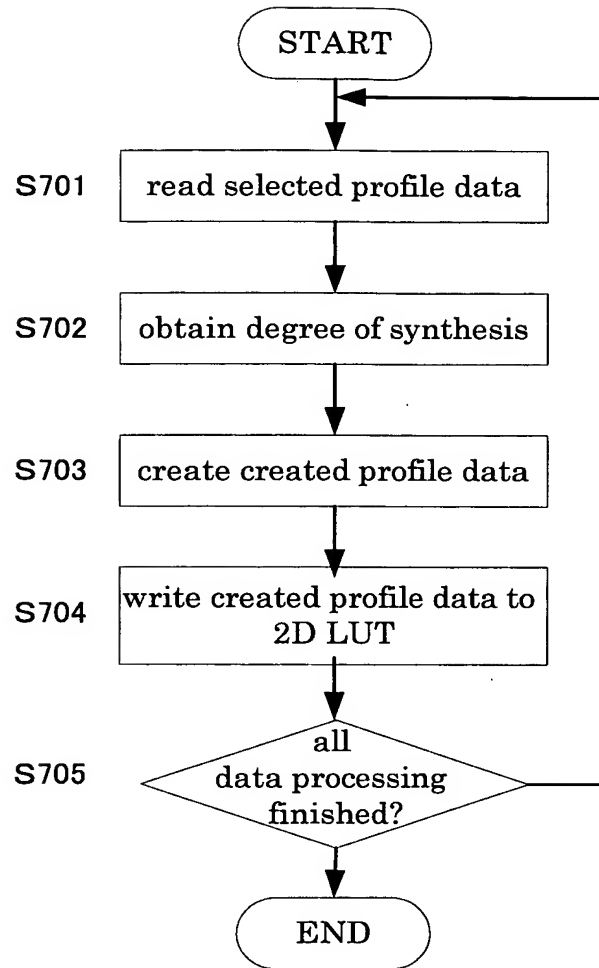 START
S701
read selected profile data
S702
obtain degree of synthesis
S703
create created profile data
S704
write created profile data to
2D LUT
S705
all
data processing
finished?
END